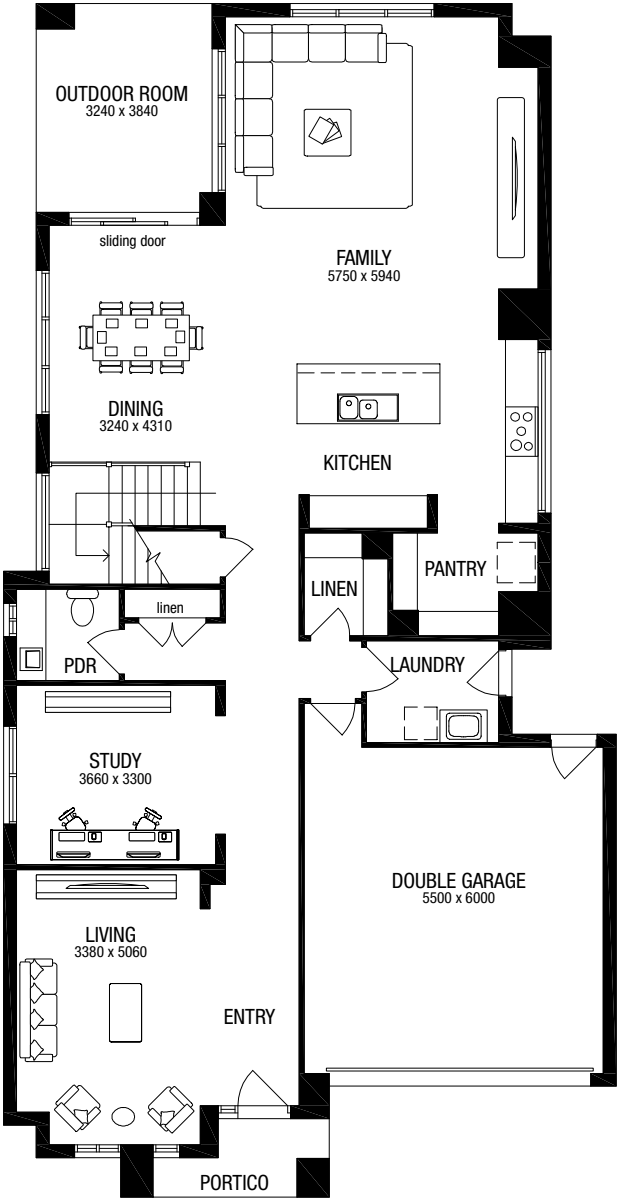 OUTDOOR ROOM
3240 x 3840
sliding door
FAMILY
5750 x 5940
DINING
3240 x 4310
KITCHEN
LINEN
PANTRY
linen
PDR
LAUNDRY
STUDY
3660 x 3300
DOUBLE GARAGE
5500 x 6000
LIVING
3380 x 5060
ENTRY
PORTICO